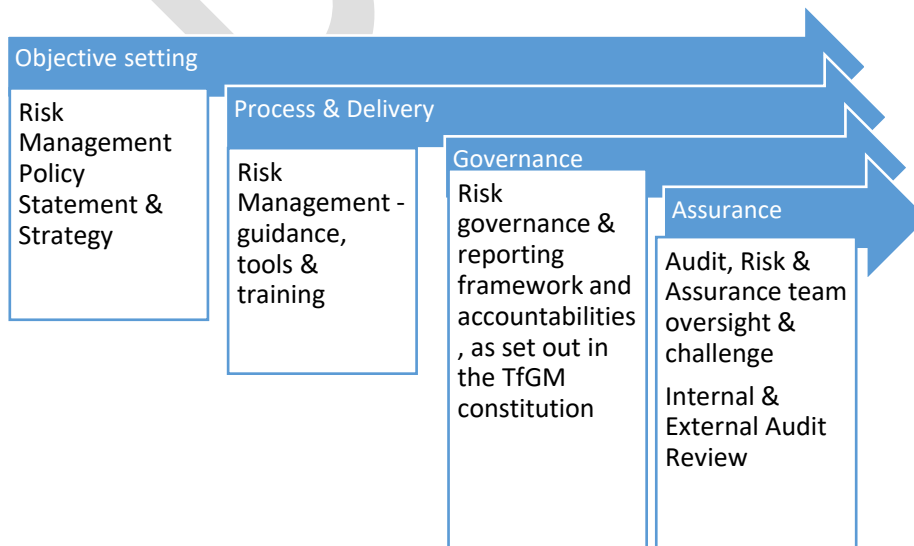 Objective setting
Risk
Management
Policy
Statement &
Strategy
Process & Delivery
Risk
Management -
guidance,
tools &
training
Governance
Risk
governance &
reporting
framework and
accountabilities
, as set out in
the TfGM
constitution
Assurance
Audit, Risk &
Assurance team
oversight &
challenge
Internal &
External Audit
Review